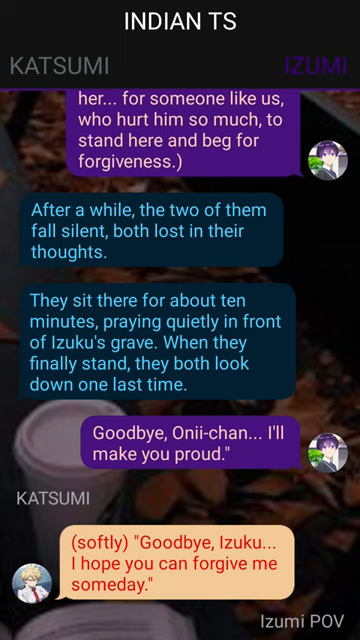 INDIAN TS
KATSUMI IZUMI
her... for someone like us,
who hurt him so much, to
stand here and beg for
forgiveness.)
After a while, the two of them
fall silent, both lost in their
thoughts.
They sit there for about ten
minutes, praying quietly in front
of Izuku's grave. When they
finally stand, they both look
down one last time.
Goodbye, Onii-chan... I'll
make you proud."
KATSUMI
(softly) "Goodbye, Izuku...
I hope you can forgive me
someday."
Izumi POV